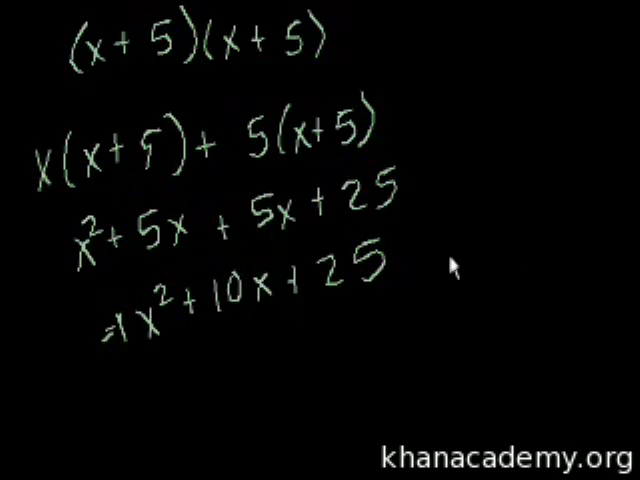 (x + 5)(x + 5)
x(x + 5) + 5(x + 5)
x² + 5x + 5x + 25
=1x² + 10x + 25
khanacademy.org